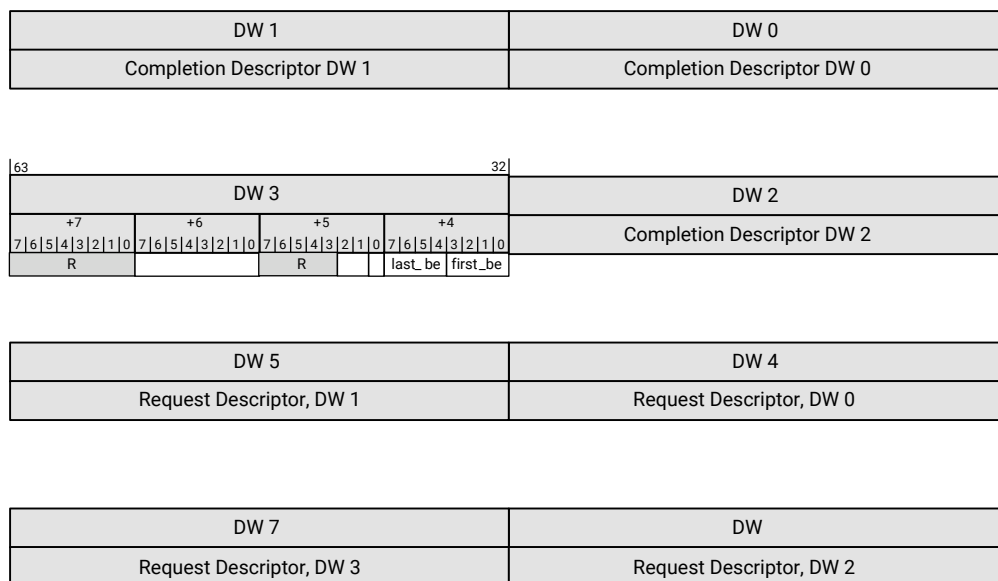 DW 1 DW 0
Completion Descriptor DW 1 Completion Descriptor DW 0
63 32
DW 3 DW 2
+7 +6 +5 +4 Completion Descriptor DW 2
7 6 5 4 3 2 1 0 7 6 5 4 3 2 1 0 7 6 5 4 3 2 1 0 7 6 5 4 3 2 1 0
R R last_ be first_be
DW 5 DW 4
Request Descriptor, DW 1 Request Descriptor, DW 0
DW 7 DW
Request Descriptor, DW 3 Request Descriptor, DW 2